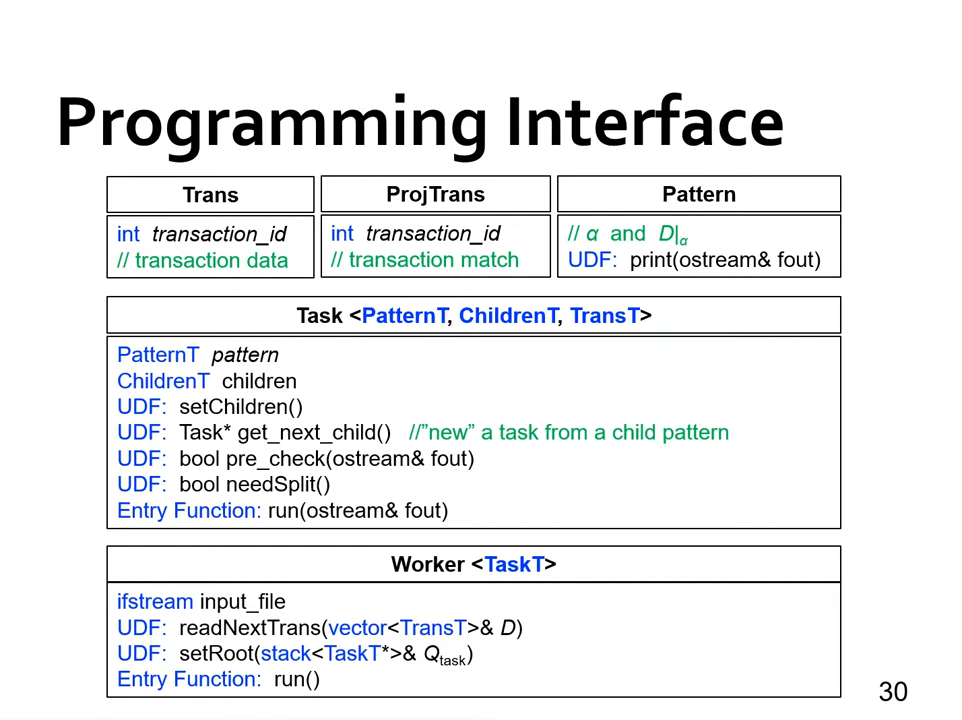 Programming Interface
Trans
int transaction_id
// transaction data
ProjTrans
int transaction_id
// transaction match
Pattern
// α and D|α
UDF: print(ostream& fout)
Task <PatternT, ChildrenT, TransT>
PatternT pattern
ChildrenT children
UDF: setChildren()
UDF: Task* get_next_child() //”new” a task from a child pattern
UDF: bool pre_check(ostream& fout)
UDF: bool needSplit()
Entry Function: run(ostream& fout)
Worker <TaskT>
ifstream input_file
UDF: readNextTrans(vector<TransT>& D)
UDF: setRoot(stack<TaskT*>& Qtask)
Entry Function: run()
30